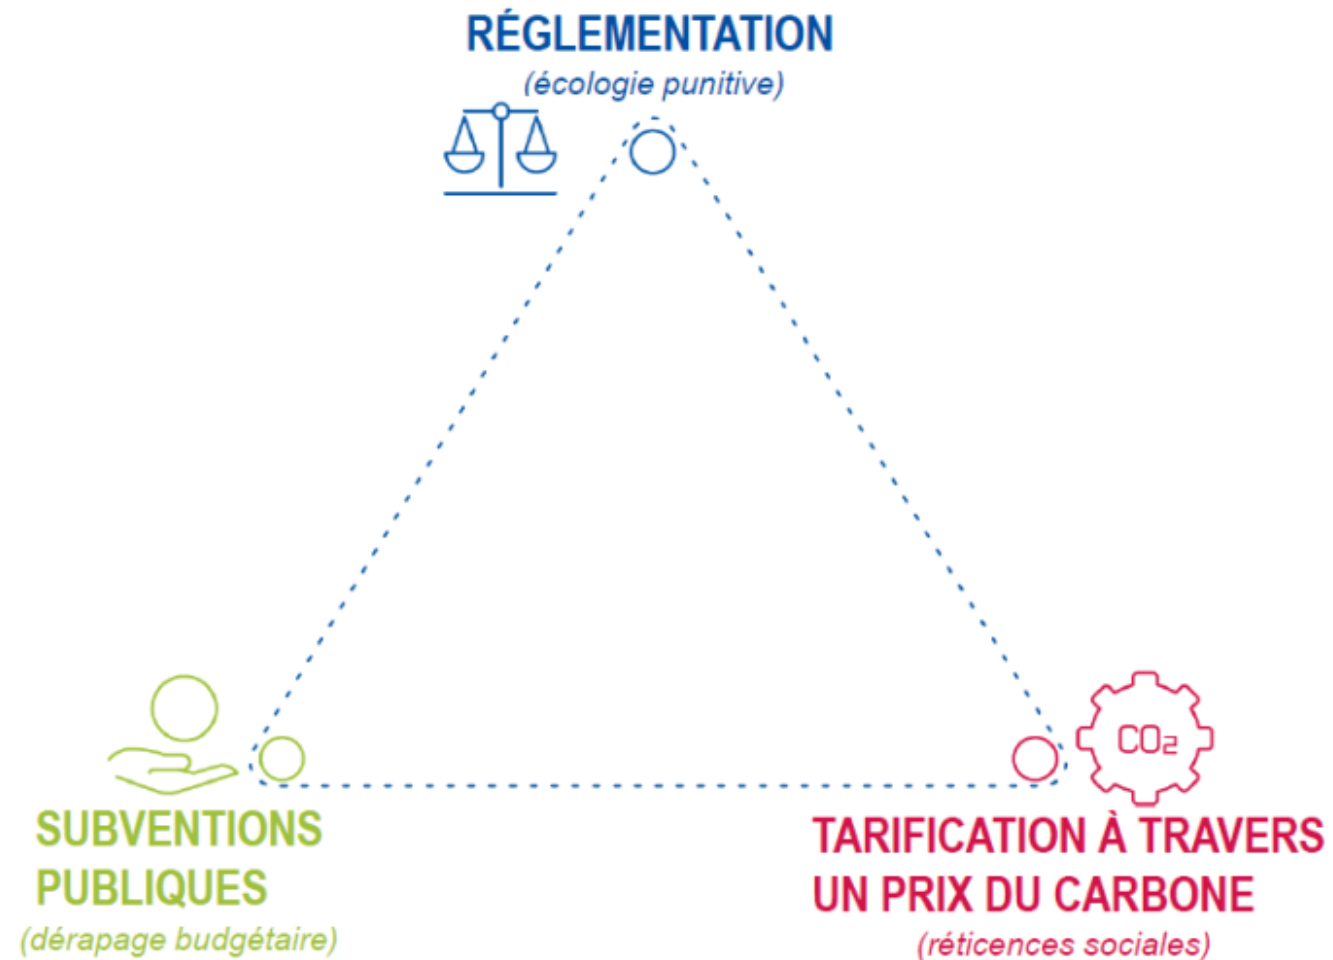 RÉGLEMENTATION
(écologie punitive)
CO₂
SUBVENTIONS
PUBLIQUES
(dérapage budgétaire)
TARIFICATION À TRAVERS
UN PRIX DU CARBONE
(réticences sociales)